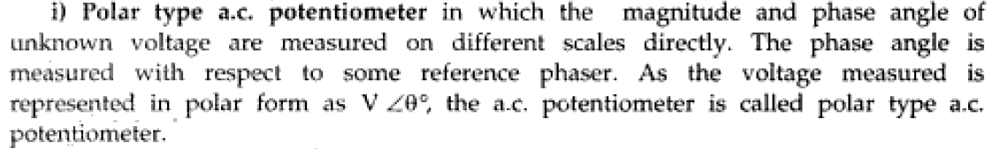 i) Polar type a.c. potentiometer in which the magnitude and phase angle of
unknown voltage are measured on different scales directly. The phase angle is
measured with respect to some reference phaser. As the voltage measured is
represented in polar form as V ∠θ°, the a.c. potentiometer is called polar type a.c.
potentiometer.